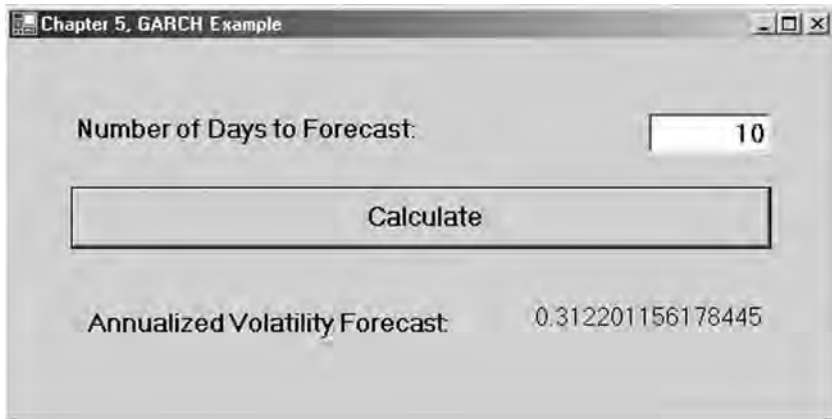 Chapter 5, GARCH Example
Number of Days to Forecast:
10
Calculate
Annualized Volatility Forecast:
0.312201156178445